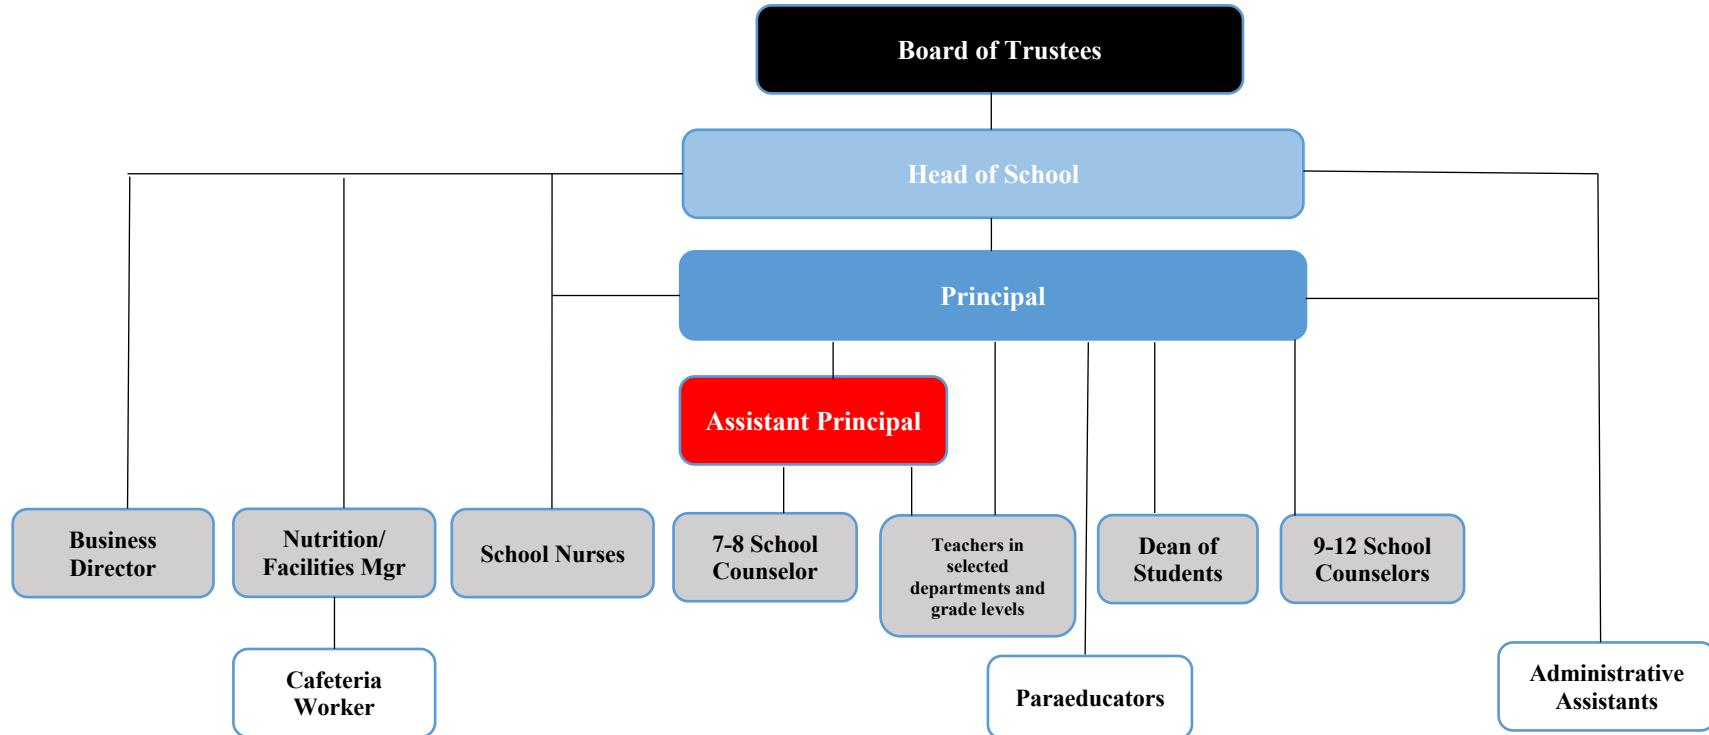 Board of Trustees
Head of School
Principal
Assistant Principal
Business
Director
Nutrition/
Facilities Mgr
School Nurses
7-8 School
Counselor
Teachers in
selected
departments and
grade levels
Dean of
Students
9-12 School
Counselors
Cafeteria
Worker
Paraeducators
Administrative
Assistants